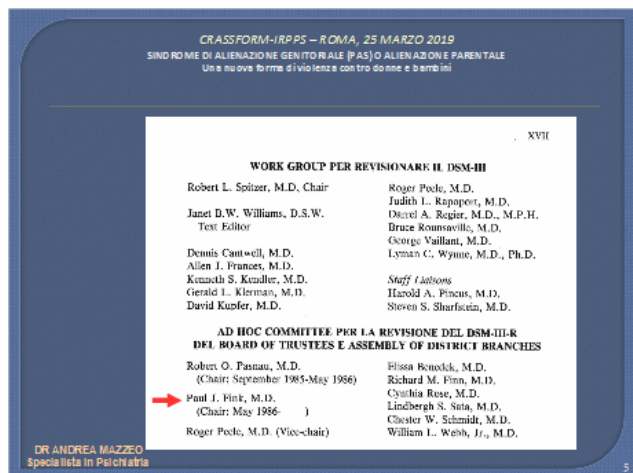 CRASSFORM-IRPPS – ROMA, 25 MARZO 2019
SINDROME DI ALIENAZIONE GENITORIALE (PAS) O ALIENAZIONE PARENTALE
Una nuova forma di violenza contro donne e bambini
XVII
WORK GROUP PER REVISIONARE IL DSM-III
Robert L. Spitzer, M.D, Chair
Janet B.W. Williams, D.S.W.
Text Editor
Dennis Cantwell, M.D.
Allen J. Frances, M.D.
Kenneth S. Kendler, M.D.
Gerald L. Klerman, M.D.
David Kupfer, M.D.
Roger Peele, M.D.
Judith L. Rapoport, M.D.
Darrel A. Regier, M.D., M.P.H.
Bruce Rounsaville, M.D.
George Vaillant, M.D.
Lyman C. Wynne, M.D., Ph.D.
Staff Liaisons
Harold A. Pincus, M.D.
Steven S. Sharfstein, M.D.
AD HOC COMMITTEE PER LA REVISIONE DEL DSM-III-R
DEL BOARD OF TRUSTEES E ASSEMBLY OF DISTRICT BRANCHES
Robert O. Pasnau, M.D.
(Chair: September 1985-May 1986)
Paul J. Fink, M.D.
(Chair: May 1986- )
Roger Peele, M.D. (Vice-chair)
Elissa Benedek, M.D.
Richard M. Finn, M.D.
Cynthia Rose, M.D.
Lindbergh S. Sata, M.D.
Chester W. Schmidt, M.D.
William L. Webb, Jr., M.D.
DR ANDREA MAZZEO
Specialista in Psichiatria
5